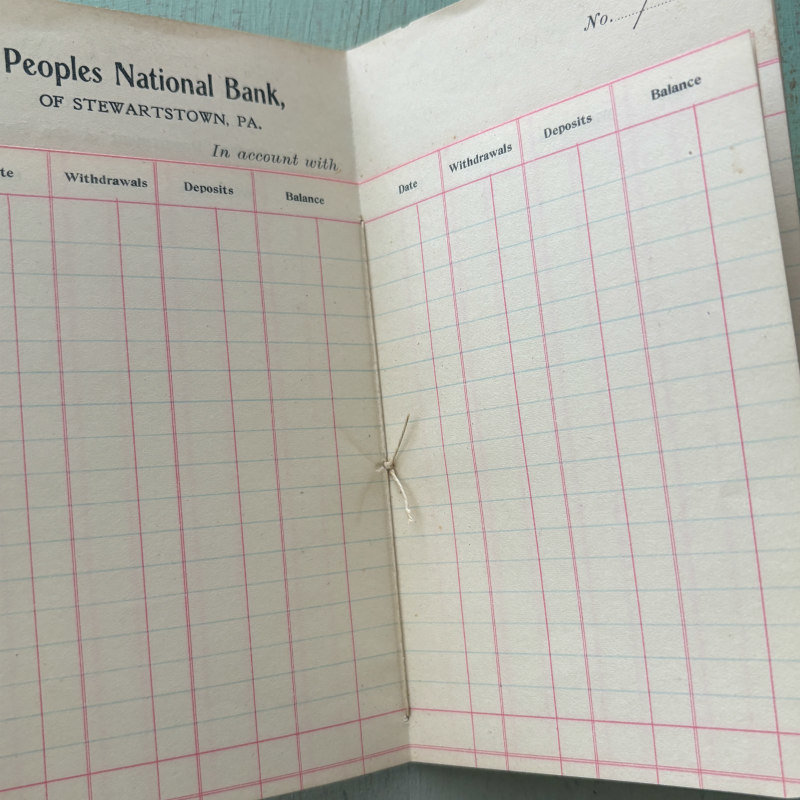 Peoples National Bank,
OF STEWARTSTOWN, PA.
In account with
te Withdrawals Deposits Balance
No.
Date Withdrawals Deposits Balance